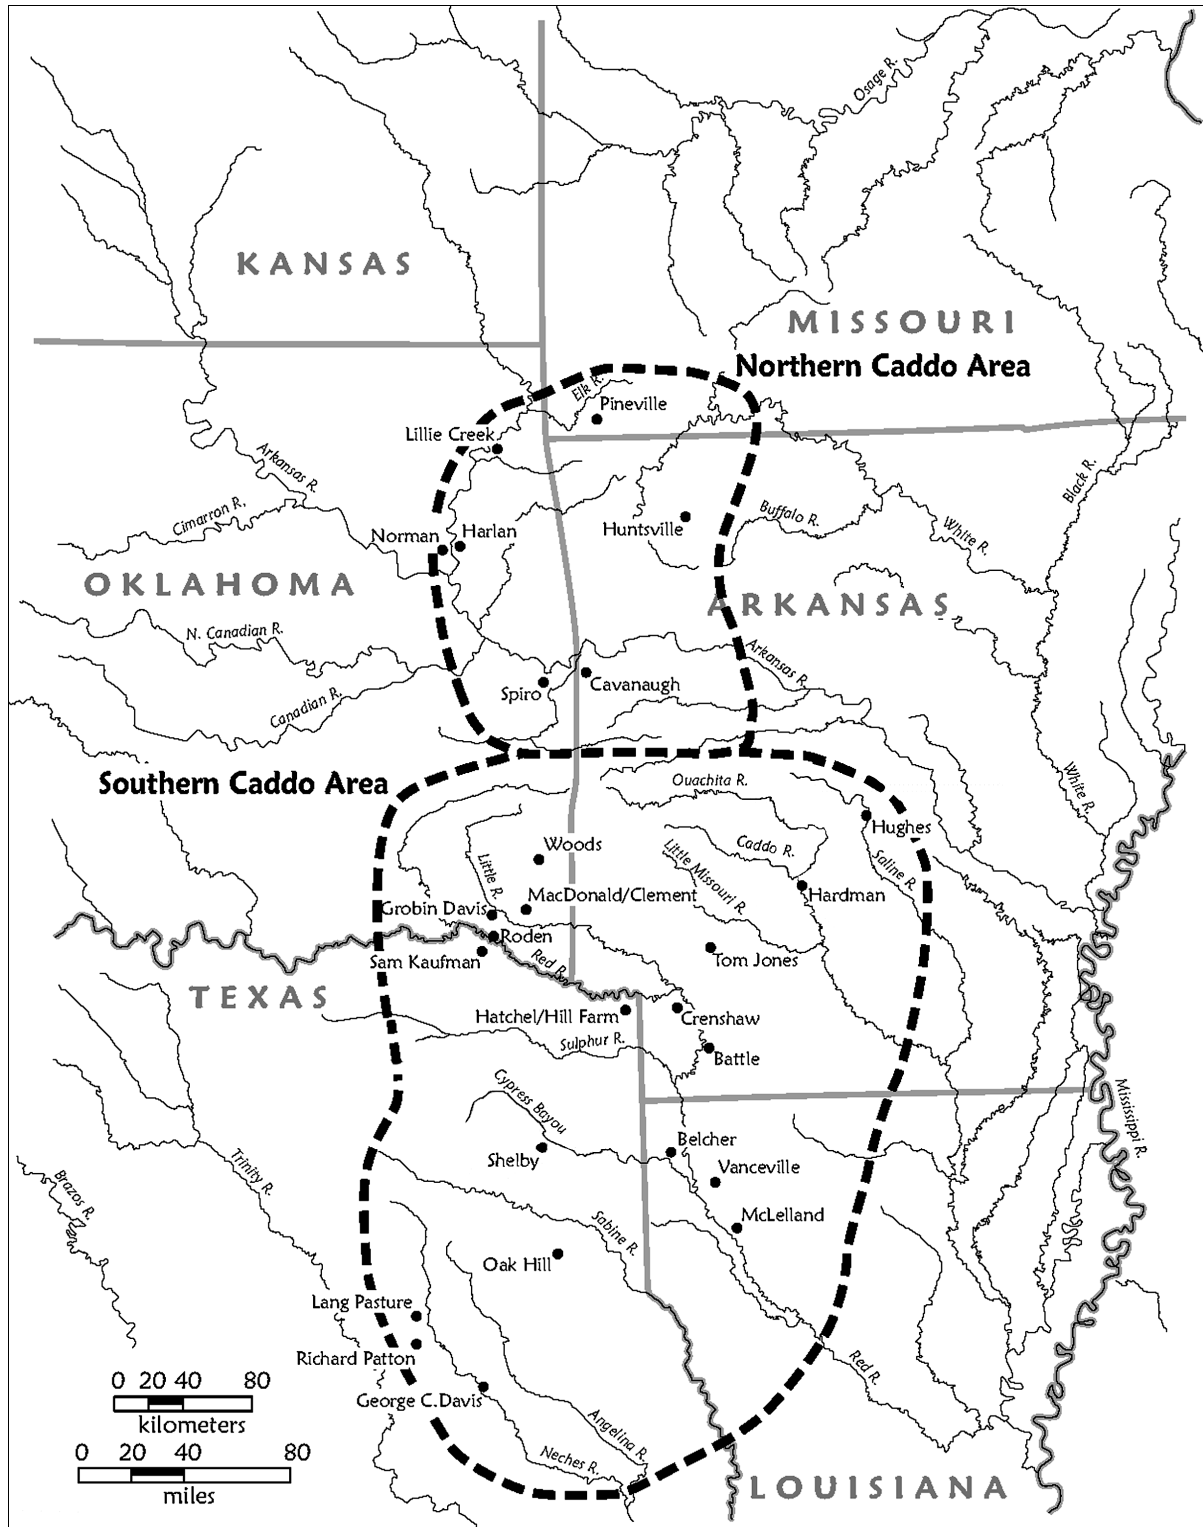 Osage R.
KANSAS
MISSOURI
Northern Caddo Area
Elk R.
Pineville
Lillie Creek
Arkansas R.
Black R.
Cimarron R.
Buffalo R.
White R.
Huntsville
Norman
Harlan
OKLAHOMA
ARKANSAS
N. Canadian R.
Arkansas R.
Spiro
Cavanaugh
Canadian R.
Southern Caddo Area
Ouachita R.
White R.
Hughes
Woods
Caddo R.
Little R.
Little Missouri R.
Saline R.
MacDonald/Clement
Hardman
Grobin Davis
Roden
Sam Kaufman
Red R.
Tom Jones
TEXAS
Hatchel/Hill Farm
Crenshaw
Sulphur R.
Battle
Cypress Bayou
Mississippi R.
Belcher
Shelby
Vanceville
Trinity R.
Brazos R.
McLelland
Sabine R.
Oak Hill
Lang Pasture
Richard Patton
Red R.
George C. Davis
0 20 40 80
kilometers
Angelina R.
Neches R.
0 20 40 80
miles
LOUISIANA